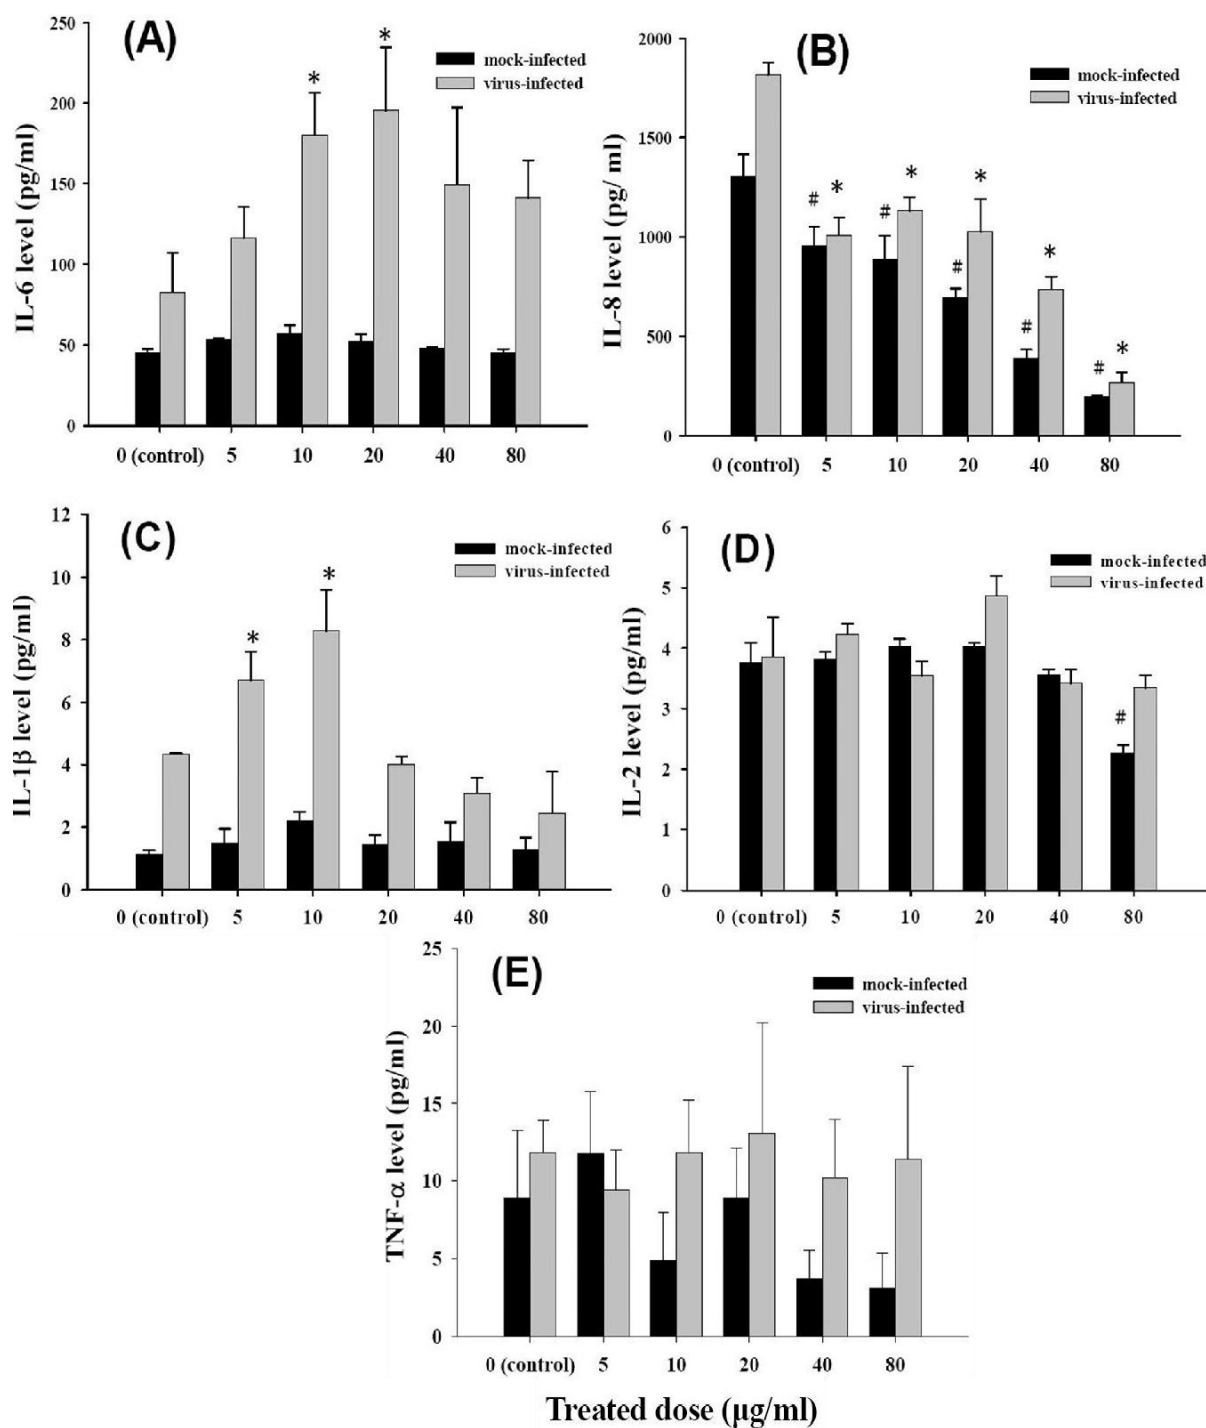 (A)
mock-infected
virus-infected
IL-6 level (pg/ml)
250
200
150
100
50
0
* *
0 (control) 5 10 20 40 80
(B)
mock-infected
virus-infected
IL-8 level (pg/ ml)
2000
1500
1000
500
0
# * # * # * # * # *
0 (control) 5 10 20 40 80
(C)
mock-infected
virus-infected
IL-1β level (pg/ml)
12
10
8
6
4
2
0
* *
0 (control) 5 10 20 40 80
(D)
mock-infected
virus-infected
IL-2 level (pg/ml)
6
5
4
3
2
1
0
#
0 (control) 5 10 20 40 80
(E)
mock-infected
virus-infected
TNF-α level (pg/ml)
25
20
15
10
5
0
0 (control) 5 10 20 40 80
Treated dose (μg/ml)